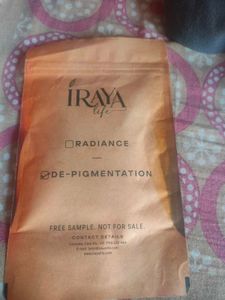 IRAYA
life
RADIANCE
DE-PIGMENTATION
FREE SAMPLE. NOT FOR SALE.
CONTACT DETAILS